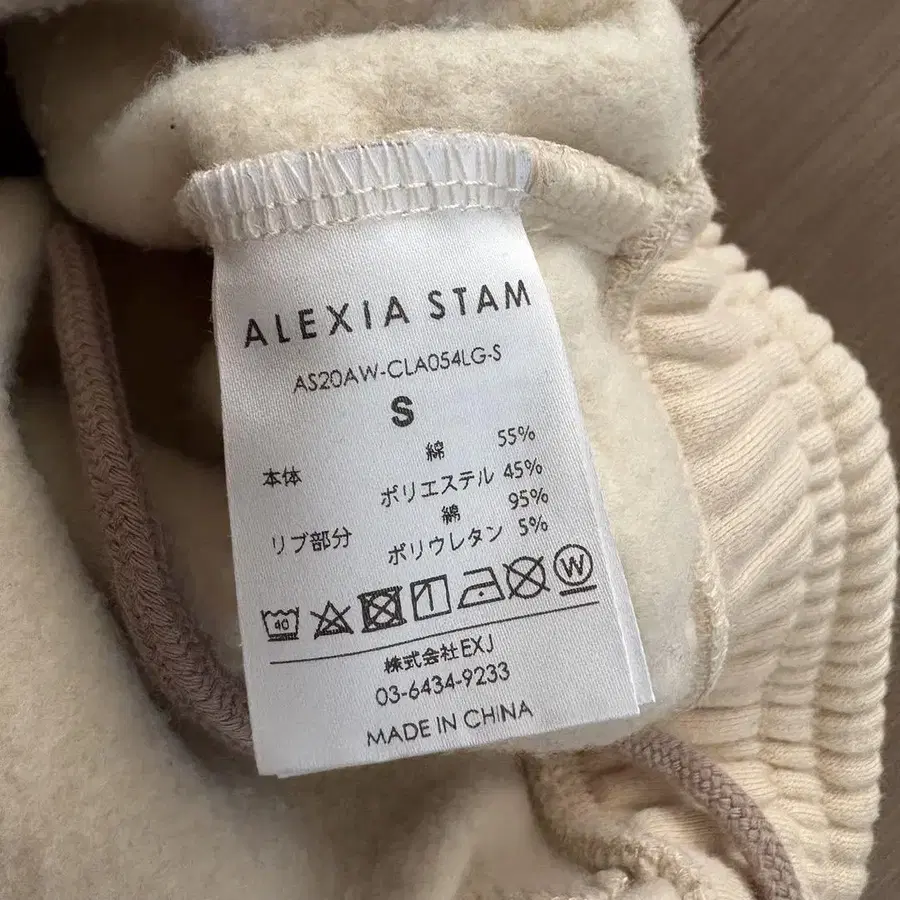 ALEXIA STAM
AS20AW-CLA054LG-S
S
本体 綿 55%
ポリエステル 45%
リブ部分 綿 95%
ポリウレタン 5%
40 W
株式会社EXJ
03-6434-9233
MADE IN CHINA